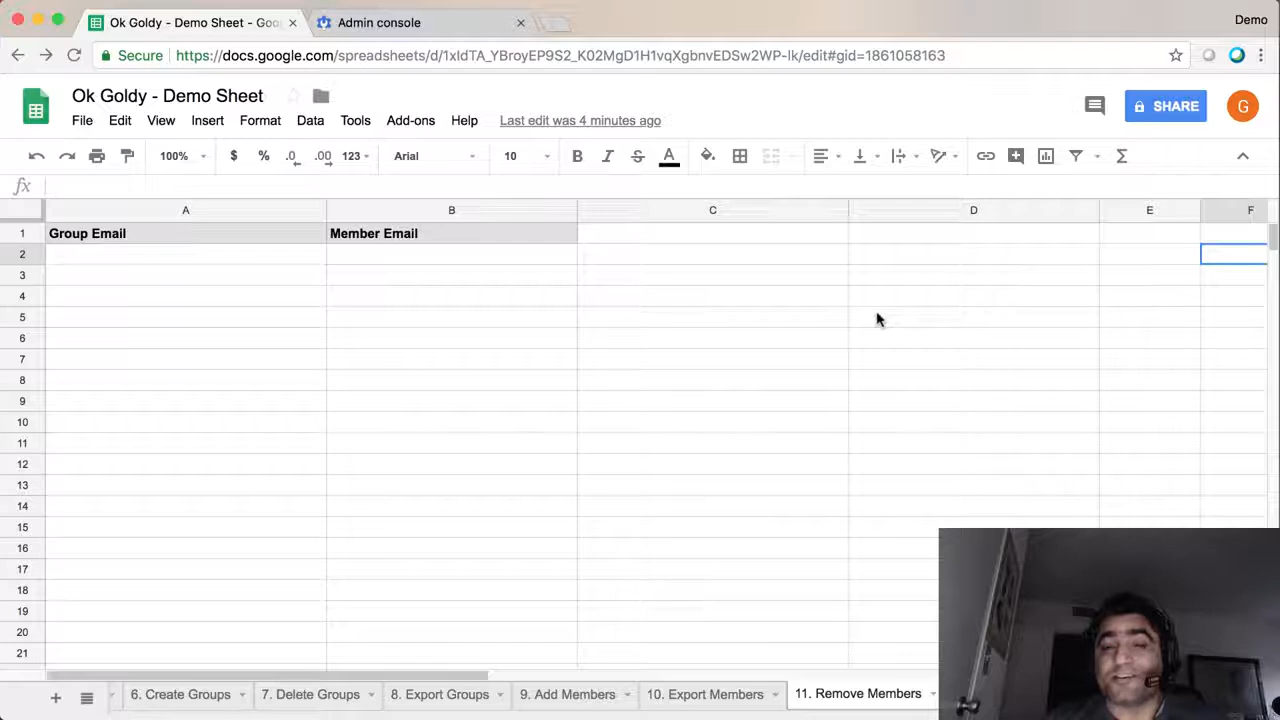 Ok Goldy - Demo Sheet - Goo
Admin console
Demo
Secure
https://docs.google.com/spreadsheets/d/1xIdTA_YBroyEP9S2_K02MgD1H1vqXgbnvEDSw2WP-lk/edit#gid=1861058163
Ok Goldy - Demo Sheet
SHARE
G
File Edit View Insert Format Data Tools Add-ons Help Last edit was 4 minutes ago
100% $ % .0 .00 123 Arial 10 B I S A Σ
fx
A B C D E F
1 Group Email Member Email
2
3
4
5
6
7
8
9
10
11
12
13
14
15
16
17
18
19
20
21
6. Create Groups 7. Delete Groups 8. Export Groups 9. Add Members 10. Export Members 11. Remove Members